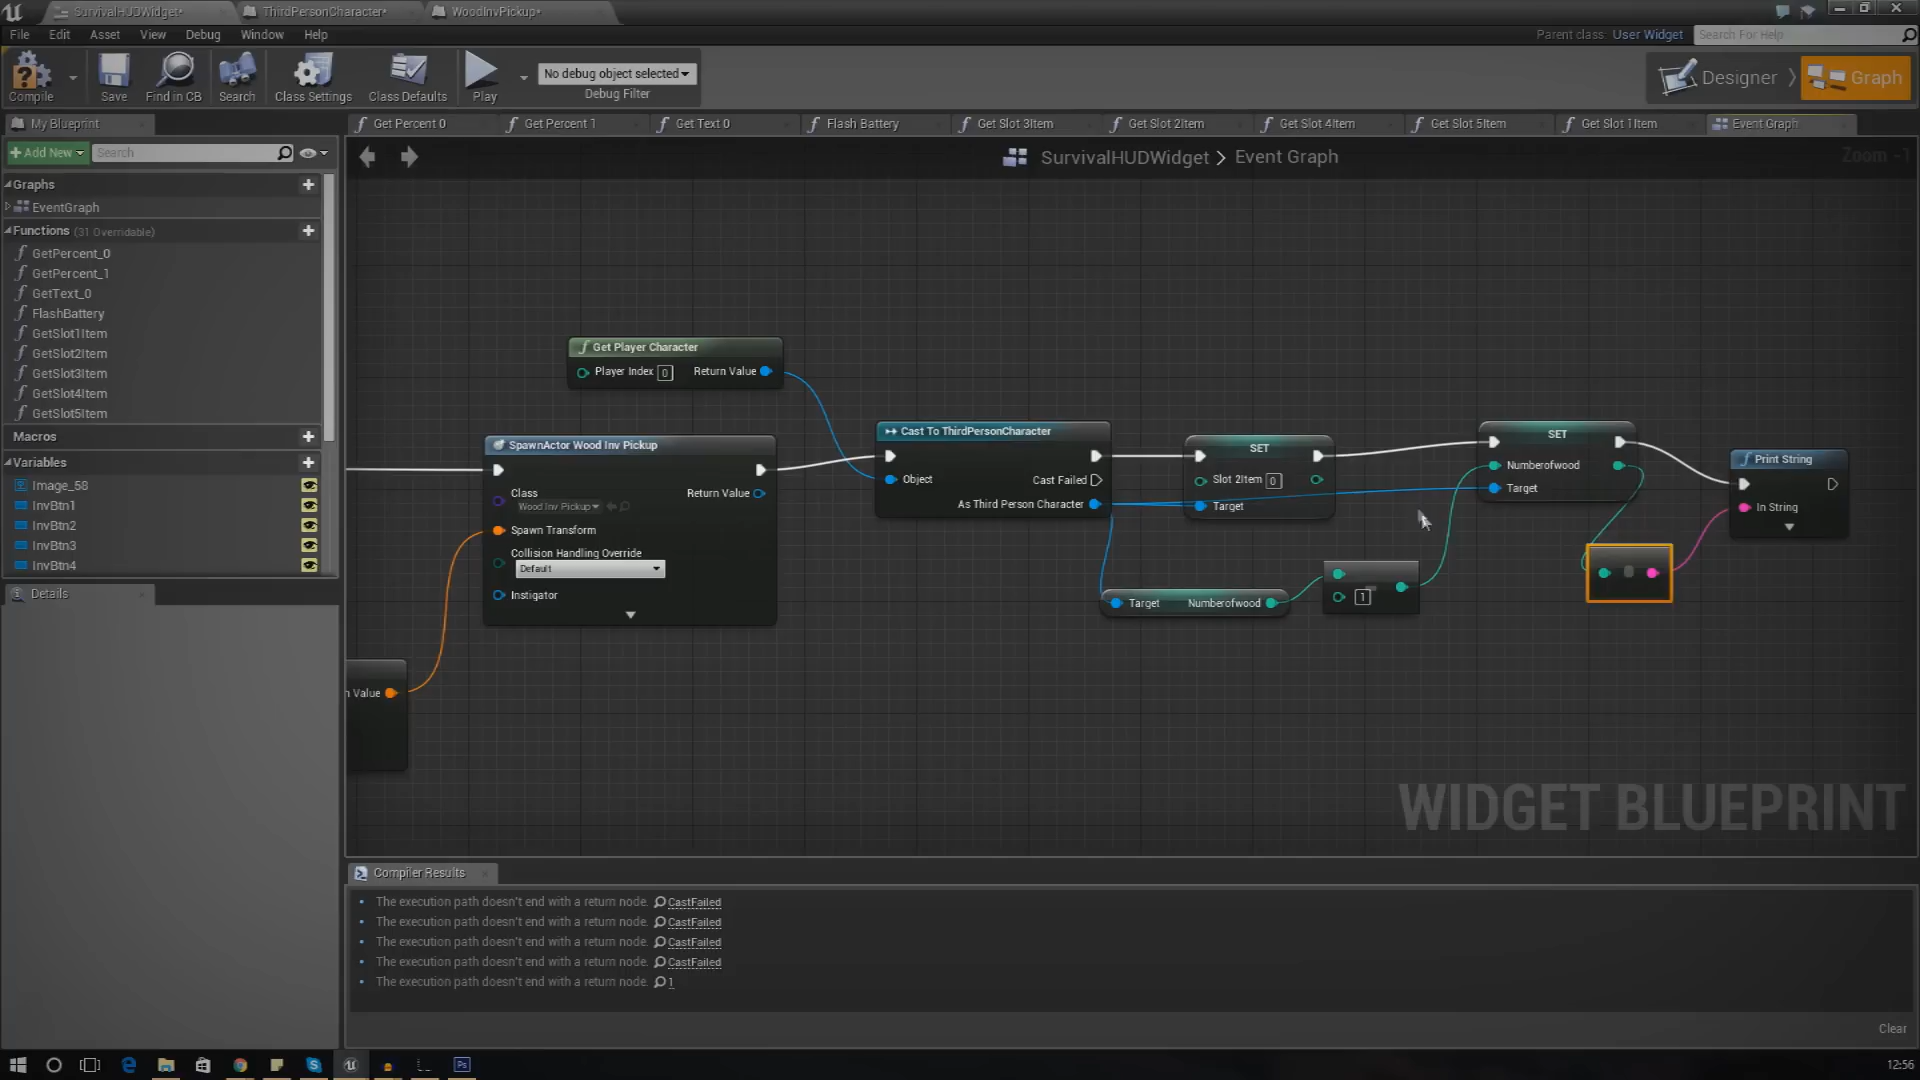 SurvivalHUDWidget*
ThirdPersonCharacter*
WoodInvPickup*
File Edit Asset View Debug Window Help
Parent class: User Widget
Search For Help
Compile
Save
Find in CB
Search
Class Settings
Class Defaults
Play
No debug object selected
Debug Filter
Designer
Graph
My Blueprint
Get Percent 0
Get Percent 1
Get Text 0
Flash Battery
Get Slot 3Item
Get Slot 2Item
Get Slot 4Item
Get Slot 5Item
Get Slot 1Item
Event Graph
+ Add New
Search
SurvivalHUDWidget > Event Graph
Zoom -1
Graphs
EventGraph
Functions (31 Overridable)
GetPercent_0
GetPercent_1
GetText_0
FlashBattery
GetSlot1Item
GetSlot2Item
GetSlot3Item
GetSlot4Item
GetSlot5Item
Macros
Variables
Image_58
InvBtn1
InvBtn2
InvBtn3
InvBtn4
Details
Get Player Character
Player Index 0 Return Value
SpawnActor Wood Inv Pickup
Class
Wood Inv Pickup
Return Value
Spawn Transform
Collision Handling Override
Default
Instigator
n Value
Cast To ThirdPersonCharacter
Object
Cast Failed
As Third Person Character
SET
Slot 2Item 0
Target
SET
Numberofwood
Target
Print String
In String
Target Numberofwood
1
WIDGET BLUEPRINT
Compiler Results
• The execution path doesn't end with a return node. CastFailed
• The execution path doesn't end with a return node. CastFailed
• The execution path doesn't end with a return node. CastFailed
• The execution path doesn't end with a return node. CastFailed
• The execution path doesn't end with a return node. 1
Clear
Ps
12:56